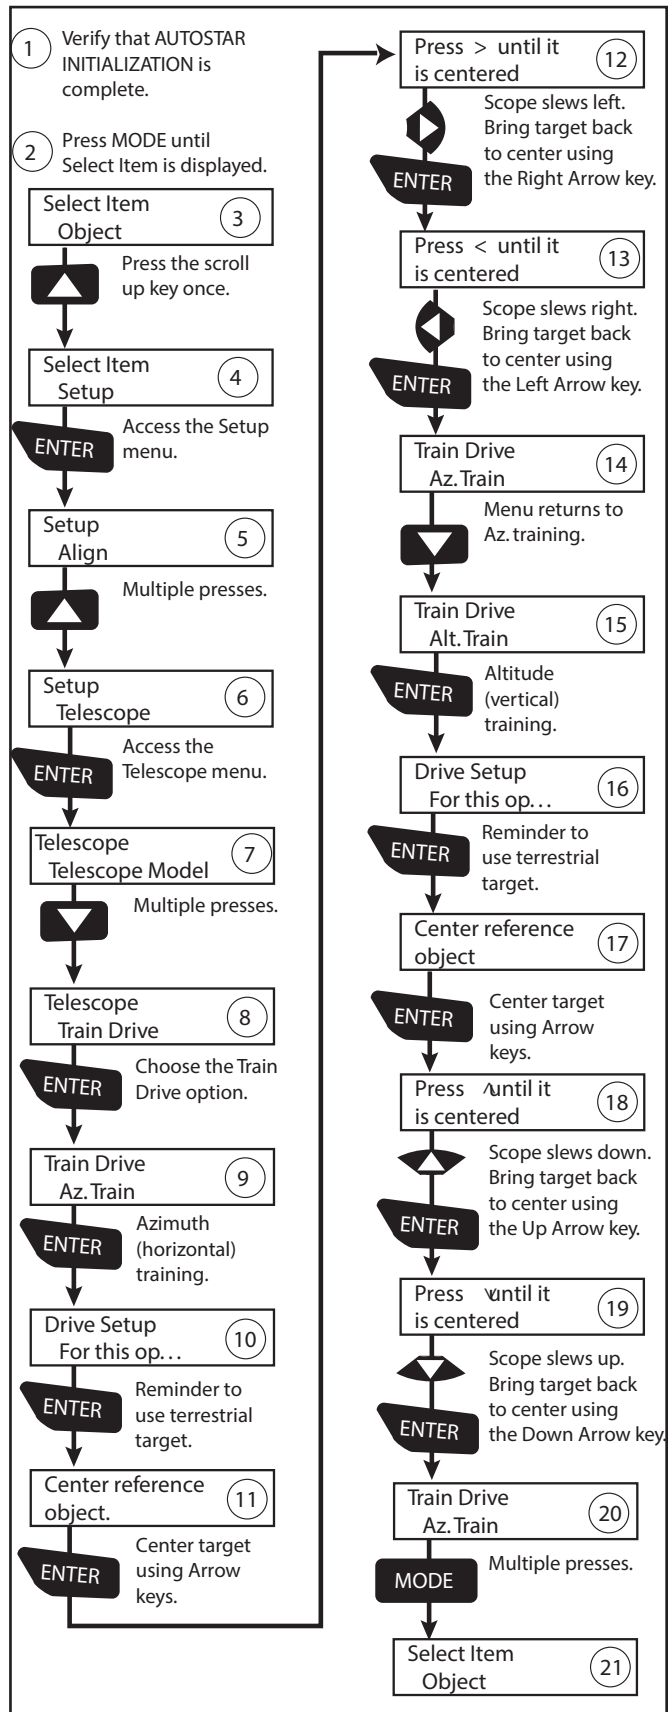 1
Verify that AUTOSTAR
INITIALIZATION is
complete.
2
Press MODE until
Select Item is displayed.
Select Item
Object
3
Press the scroll
up key once.
Select Item
Setup
4
ENTER
Access the Setup
menu.
Setup
Align
5
Multiple presses.
Setup
Telescope
6
ENTER
Access the
Telescope menu.
Telescope
Telescope Model
7
Multiple presses.
Telescope
Train Drive
8
ENTER
Choose the Train
Drive option.
Train Drive
Az. Train
9
ENTER
Azimuth
(horizontal)
training.
Drive Setup
For this op...
10
ENTER
Reminder to
use terrestrial
target.
Center reference
object.
11
ENTER
Center target
using Arrow
keys.
Press > until it
is centered
12
Scope slews left.
Bring target back
to center using
the Right Arrow key.
ENTER
Press < until it
is centered
13
Scope slews right.
Bring target back
to center using
the Left Arrow key.
ENTER
Train Drive
Az. Train
14
Menu returns to
Az. training.
Train Drive
Alt. Train
15
ENTER
Altitude
(vertical)
training.
Drive Setup
For this op...
16
ENTER
Reminder to
use terrestrial
target.
Center reference
object
17
ENTER
Center target
using Arrow
keys.
Press ^ until it
is centered
18
Scope slews down.
Bring target back
to center using
the Up Arrow key.
ENTER
Press v until it
is centered
19
Scope slews up.
Bring target back
to center using
the Down Arrow key.
ENTER
Train Drive
Az. Train
20
MODE
Multiple presses.
Select Item
Object
21